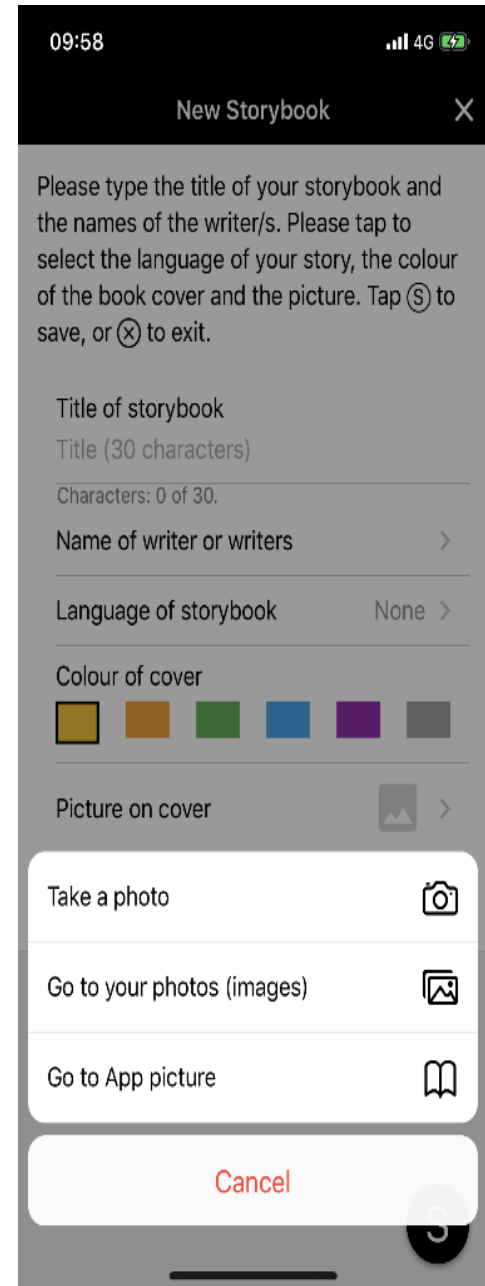 09:58 4G
New Storybook
Please type the title of your storybook and
the names of the writer/s. Please tap to
select the language of your story, the colour
of the book cover and the picture. Tap Ⓢ to
save, or ⓧ to exit.
Title of storybook
Title (30 characters)
Characters: 0 of 30.
Name of writer or writers
Language of storybook None
Colour of cover
Picture on cover
Take a photo
Go to your photos (images)
Go to App picture
Cancel
S